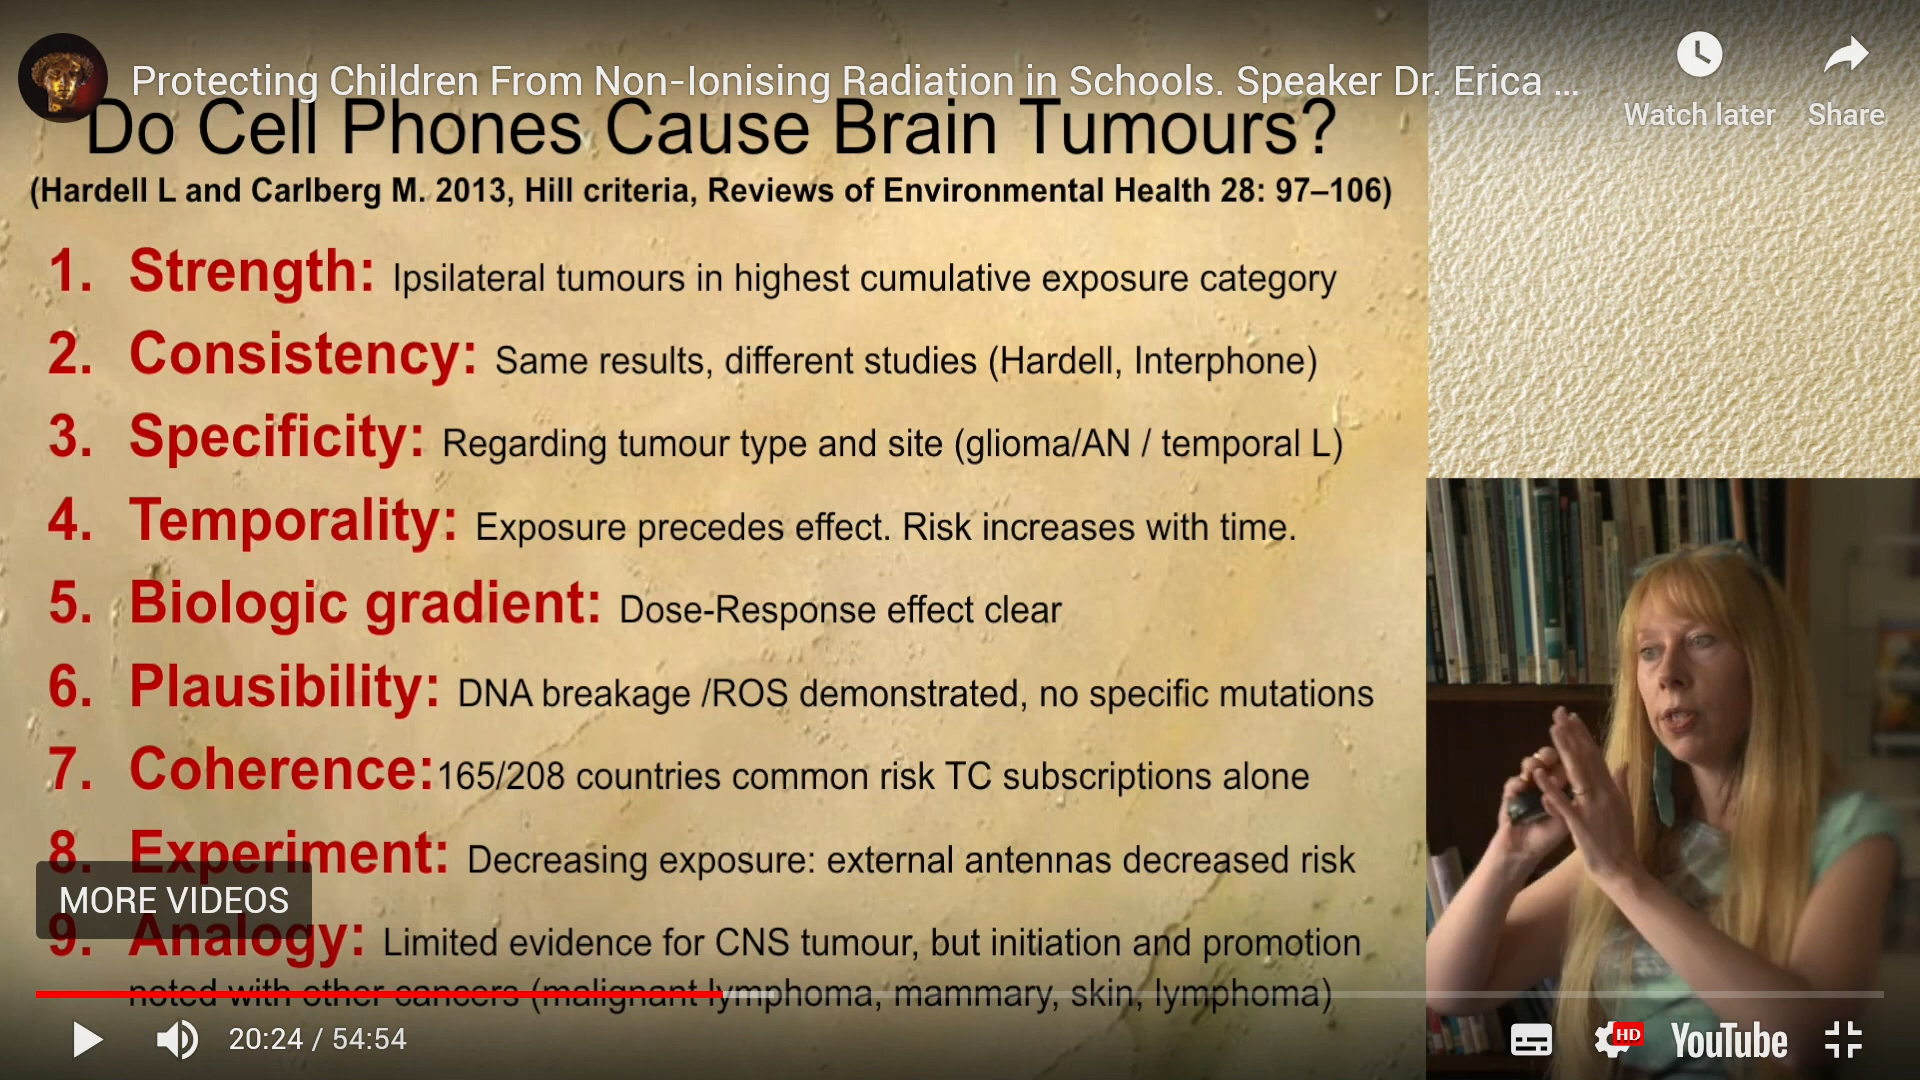 Protecting Children From Non-Ionising Radiation in Schools. Speaker Dr. Erica ...
Watch later
Share
Do Cell Phones Cause Brain Tumours?
(Hardell L and Carlberg M. 2013, Hill criteria, Reviews of Environmental Health 28: 97–106)
1. Strength: Ipsilateral tumours in highest cumulative exposure category
2. Consistency: Same results, different studies (Hardell, Interphone)
3. Specificity: Regarding tumour type and site (glioma/AN / temporal L)
4. Temporality: Exposure precedes effect. Risk increases with time.
5. Biologic gradient: Dose-Response effect clear
6. Plausibility: DNA breakage /ROS demonstrated, no specific mutations
7. Coherence:165/208 countries common risk TC subscriptions alone
8. Experiment: Decreasing exposure: external antennas decreased risk
MORE VIDEOS
9. Analogy: Limited evidence for CNS tumour, but initiation and promotion
noted with other cancers (malignant lymphoma, mammary, skin, lymphoma)
20:24 / 54:54
HD
YouTube